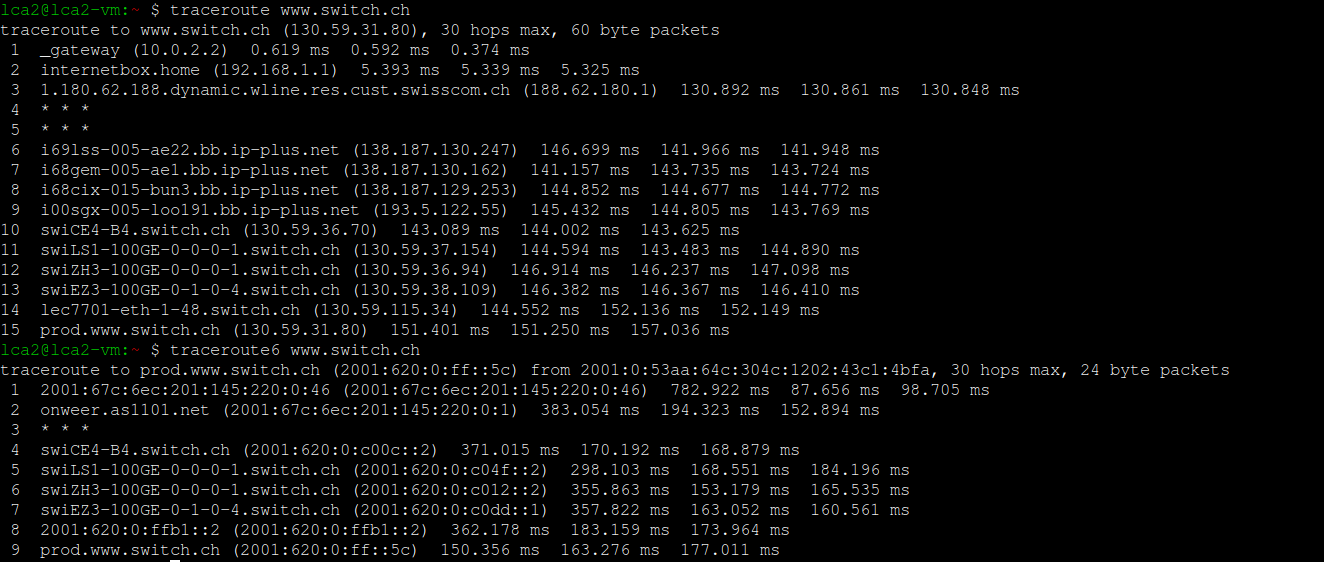 lca2@lca2-vm:~ $ traceroute www.switch.ch
traceroute to www.switch.ch (130.59.31.80), 30 hops max, 60 byte packets
 1  _gateway (10.0.2.2)  0.619 ms  0.592 ms  0.374 ms
 2  internetbox.home (192.168.1.1)  5.393 ms  5.339 ms  5.325 ms
 3  1.180.62.188.dynamic.wline.res.cust.swisscom.ch (188.62.180.1)  130.892 ms  130.861 ms  130.848 ms
 4  * * *
 5  * * *
 6  i69lss-005-ae22.bb.ip-plus.net (138.187.130.247)  146.699 ms  141.966 ms  141.948 ms
 7  i68gem-005-ae1.bb.ip-plus.net (138.187.130.162)  141.157 ms  143.735 ms  143.724 ms
 8  i68cix-015-bun3.bb.ip-plus.net (138.187.129.253)  144.852 ms  144.677 ms  144.772 ms
 9  i00sgx-005-loo191.bb.ip-plus.net (193.5.122.55)  145.432 ms  144.805 ms  143.769 ms
10  swiCE4-B4.switch.ch (130.59.36.70)  143.089 ms  144.002 ms  143.625 ms
11  swiLS1-100GE-0-0-0-1.switch.ch (130.59.37.154)  144.594 ms  143.483 ms  144.890 ms
12  swiZH3-100GE-0-0-0-1.switch.ch (130.59.36.94)  146.914 ms  146.237 ms  147.098 ms
13  swiEZ3-100GE-0-1-0-4.switch.ch (130.59.38.109)  146.382 ms  146.367 ms  146.410 ms
14  lec7701-eth-1-48.switch.ch (130.59.115.34)  144.552 ms  152.136 ms  152.149 ms
15  prod.www.switch.ch (130.59.31.80)  151.401 ms  151.250 ms  157.036 ms
lca2@lca2-vm:~ $ traceroute6 www.switch.ch
traceroute to prod.www.switch.ch (2001:620:0:ff::5c) from 2001:0:53aa:64c:304c:1202:43c1:4bfa, 30 hops max, 24 byte packets
 1  2001:67c:6ec:201:145:220:0:46 (2001:67c:6ec:201:145:220:0:46)  782.922 ms  87.656 ms  98.705 ms
 2  onweer.as1101.net (2001:67c:6ec:201:145:220:0:1)  383.054 ms  194.323 ms  152.894 ms
 3  * * *
 4  swiCE4-B4.switch.ch (2001:620:0:c00c::2)  371.015 ms  170.192 ms  168.879 ms
 5  swiLS1-100GE-0-0-0-1.switch.ch (2001:620:0:c04f::2)  298.103 ms  168.551 ms  184.196 ms
 6  swiZH3-100GE-0-0-0-1.switch.ch (2001:620:0:c012::2)  355.863 ms  153.179 ms  165.535 ms
 7  swiEZ3-100GE-0-1-0-4.switch.ch (2001:620:0:c0dd::1)  357.822 ms  163.052 ms  160.561 ms
 8  2001:620:0:ffb1::2 (2001:620:0:ffb1::2)  362.178 ms  183.159 ms  173.964 ms
 9  prod.www.switch.ch (2001:620:0:ff::5c)  150.356 ms  163.276 ms  177.011 ms